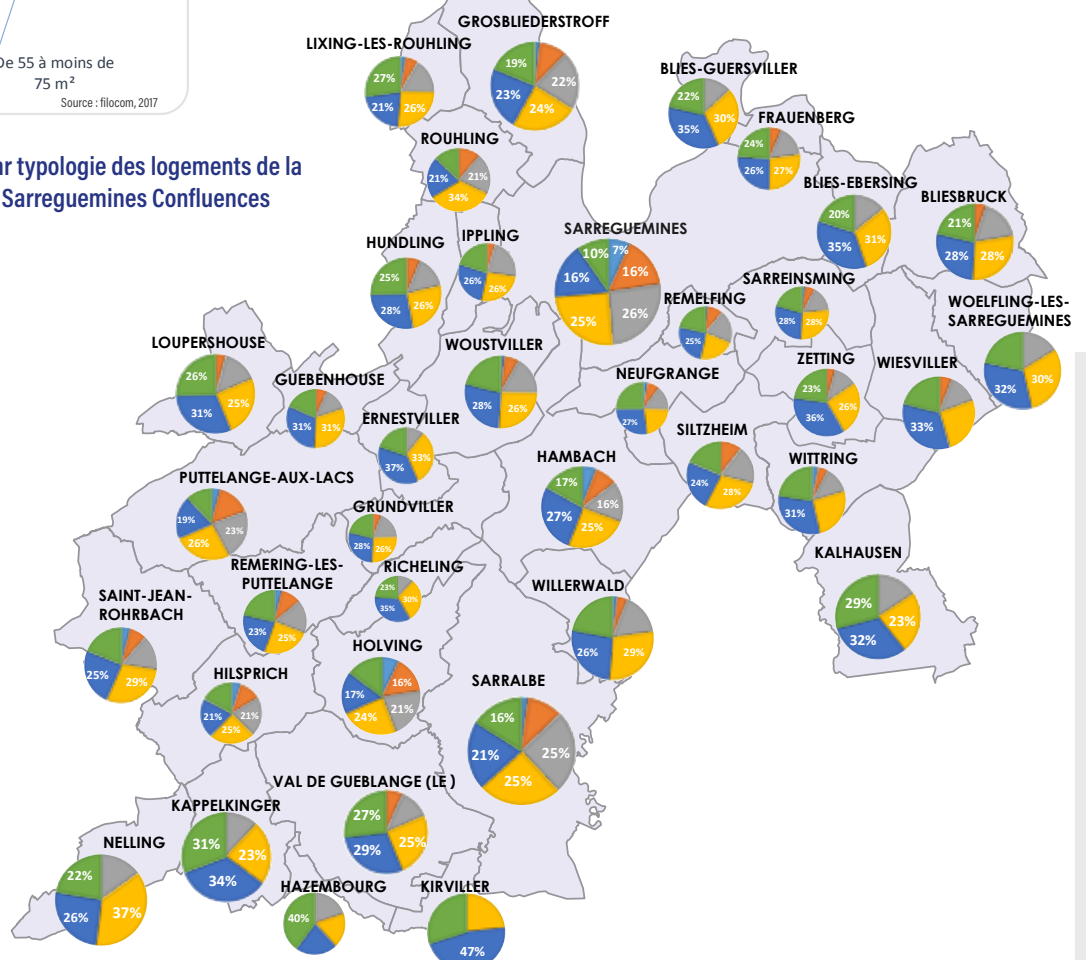 De 55 à moins de
75 m²
Source : filocom, 2017
ar typologie des logements de la
Sarreguemines Confluences
GROSBLIEDERSTROFF
19%
22%
23%
24%
LIXING-LES-ROUHLING
27%
21%
26%
BLIES-GUERSVILLER
22%
30%
35%
FRAUENBERG
24%
26%
27%
ROUHLING
21%
21%
34%
BLIES-EBERSING
20%
31%
35%
BLIESBRUCK
21%
28%
28%
HUNDLING
25%
28%
26%
IPPLING
26%
26%
SARREGUEMINES
10%
7%
16%
16%
25%
26%
REMELFING
25%
SARREINSMING
28%
28%
WOELFLING-LES-
SARREGUEMINES
32%
30%
LOUPERSHOUSE
26%
25%
31%
GUEBENHOUSE
31%
31%
WOUSTVILLER
28%
26%
NEUFGRANGE
27%
ZETTING
23%
26%
36%
WIESVILLER
33%
ERNESTVILLER
33%
37%
SILTZHEIM
24%
28%
WITTRING
31%
HAMBACH
17%
16%
27%
25%
PUTTELANGE-AUX-LACS
19%
23%
26%
GRUNDVILLER
28%
26%
REMERING-LES-
PUTTELANGE
23%
25%
RICHELING
23%
30%
35%
WILLERWALD
26%
29%
KALHAUSEN
29%
23%
32%
SAINT-JEAN-
ROHRBACH
25%
29%
HOLVING
16%
17%
21%
24%
HILSPRICH
21%
21%
25%
SARRALBE
16%
25%
21%
25%
VAL DE GUEBLANGE (LE )
27%
25%
29%
KAPPELKINGER
31%
23%
34%
NELLING
22%
26%
37%
HAZEMBOURG
40%
KIRVILLER
47%